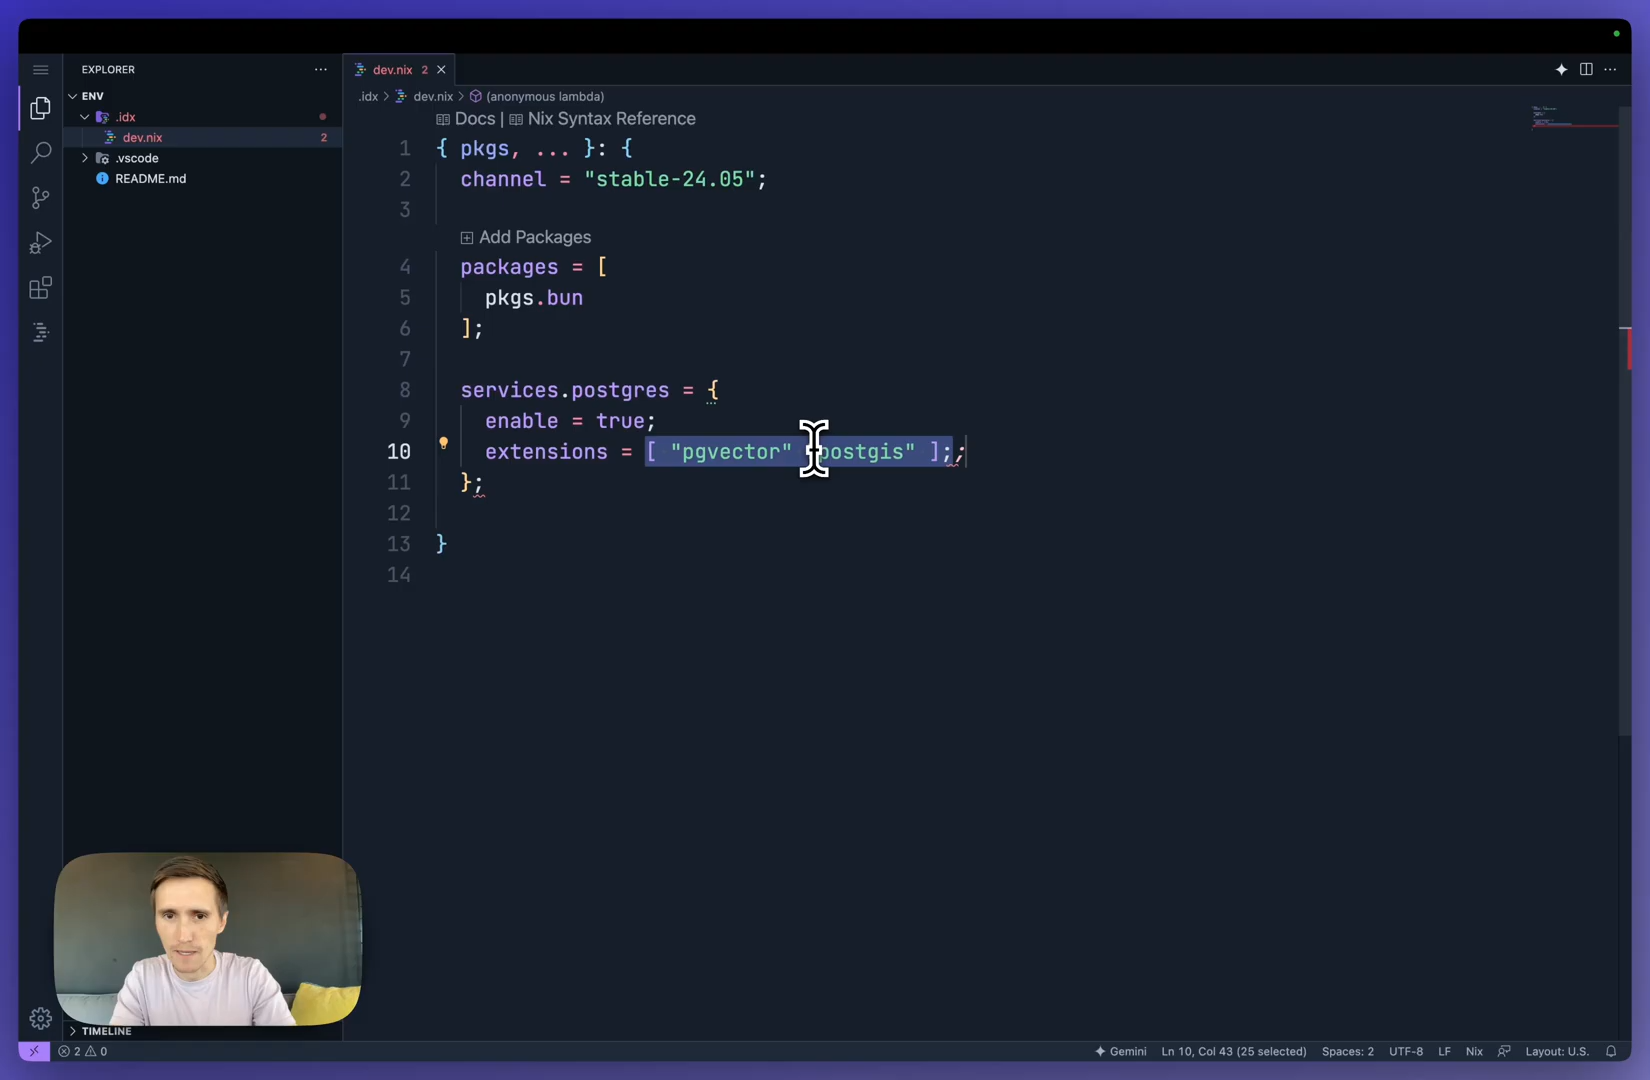 EXPLORER
ENV
.idx
dev.nix 2
.vscode
README.md
TIMELINE
dev.nix 2
.idx > dev.nix > (anonymous lambda)
Docs | Nix Syntax Reference
1 { pkgs, ... }: {
2 channel = "stable-24.05";
3
Add Packages
4 packages = [
5 pkgs.bun
6 ];
7
8 services.postgres = {
9 enable = true;
10 extensions = [ "pgvector" "postgis" ];;
11 };
12
13 }
14
2 0
Gemini Ln 10, Col 43 (25 selected) Spaces: 2 UTF-8 LF Nix Layout: U.S.